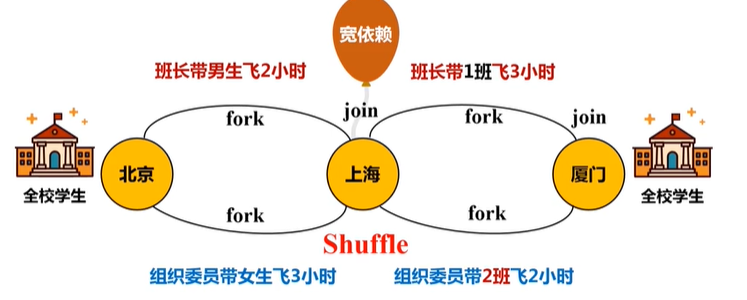 宽依赖
班长带男生飞2小时
班长带1班飞3小时
fork
join
fork
join
全校学生
北京
上海
厦门
全校学生
fork
fork
Shuffle
组织委员带女生飞3小时
组织委员带2班飞2小时